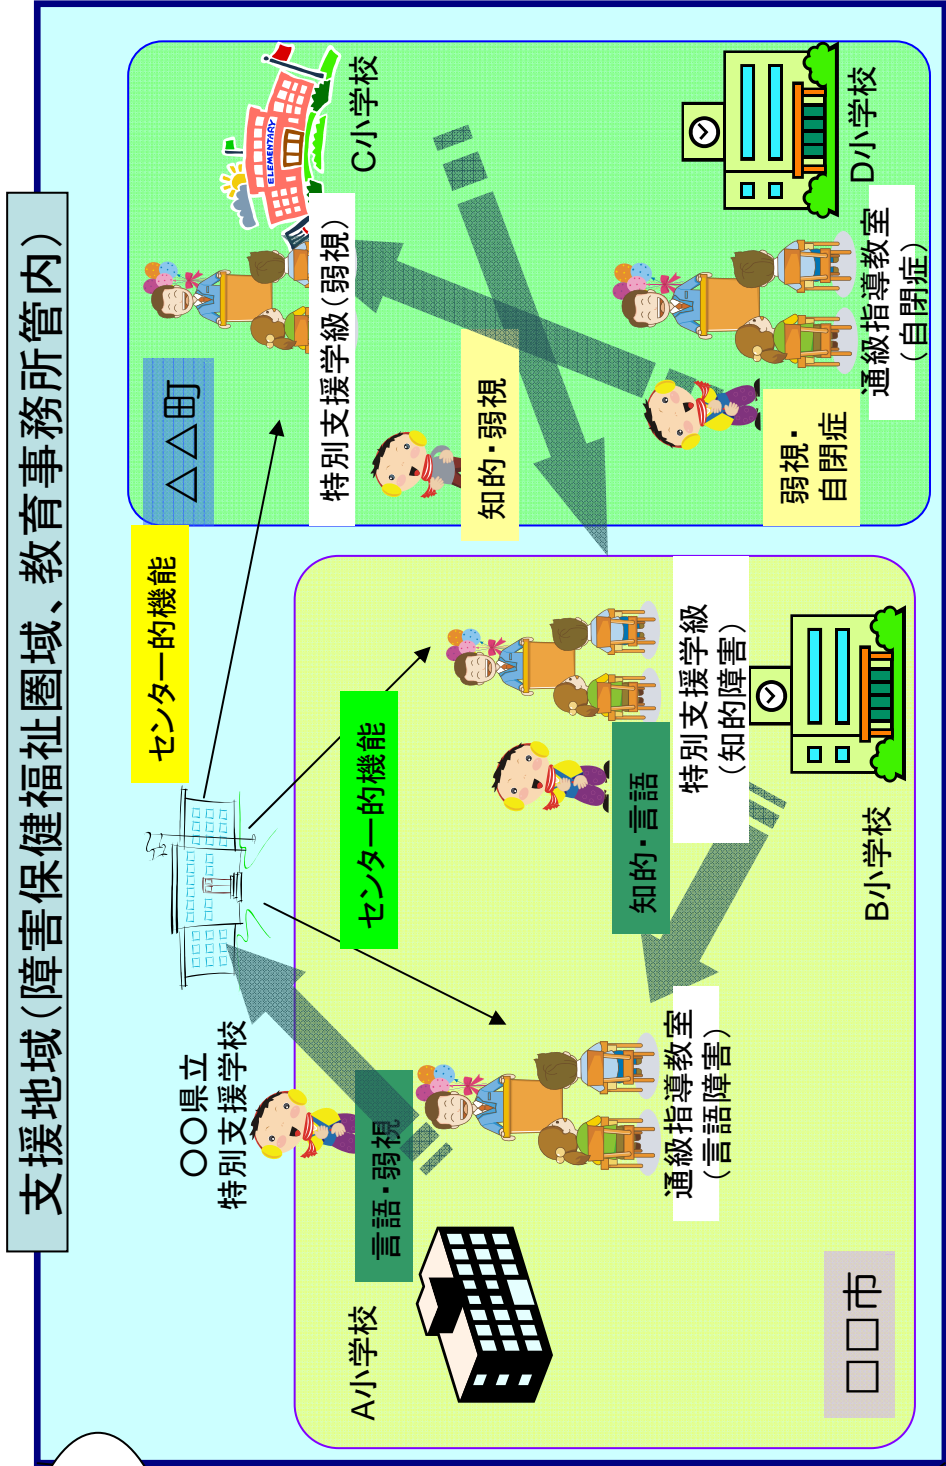 支援地域(障害保健福祉圏域、教育事務所管内)
〇〇県立
特別支援学校
センター的機能
△△町
C小学校
ELEMENTARY
特別支援学級(弱視)
知的・弱視
弱視・
自閉症
D小学校
通級指導教室
(自閉症)
センター的機能
A小学校
言語・弱視
通級指導教室
(言語障害)
知的・言語
特別支援学級
(知的障害)
B小学校
□□市